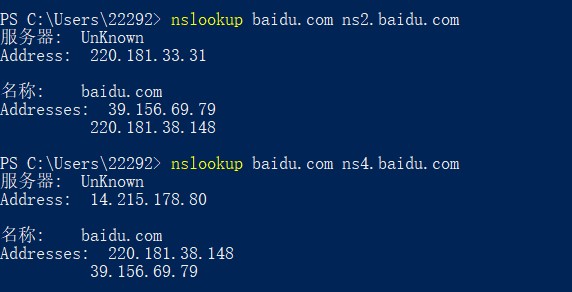 PS C:\Users\22292> nslookup baidu.com ns2.baidu.com
服务器:  UnKnown
Address:  220.181.33.31
名称:    baidu.com
Addresses:  39.156.69.79
220.181.38.148
PS C:\Users\22292> nslookup baidu.com ns4.baidu.com
服务器:  UnKnown
Address:  14.215.178.80
名称:    baidu.com
Addresses:  220.181.38.148
39.156.69.79